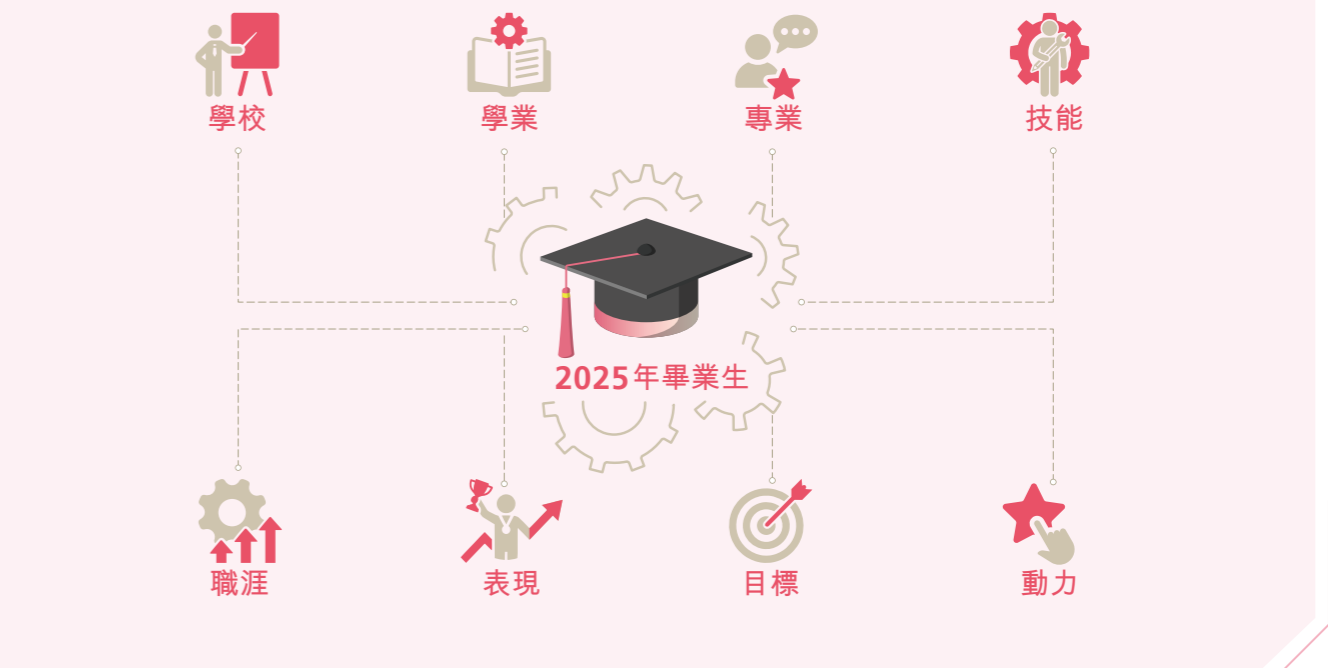 學校
學業
專業
技能
2025年畢業生
職涯
表現
目標
動力